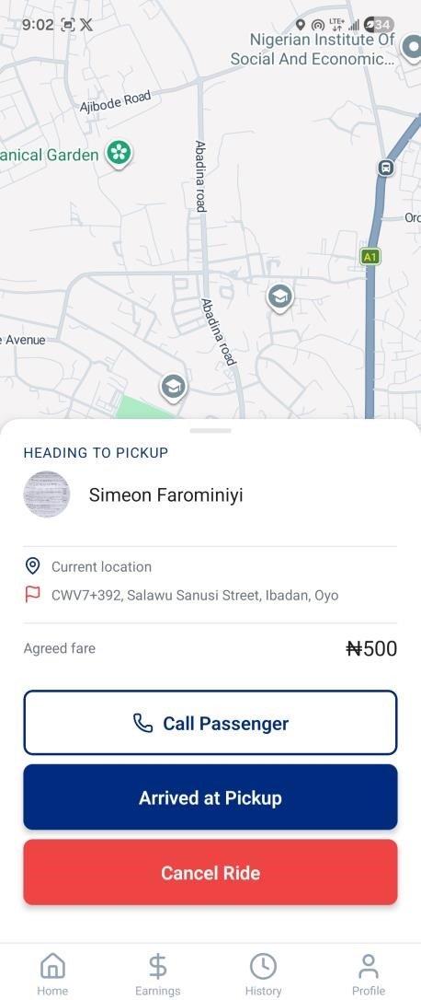 9:02
LTE+
34
Nigerian Institute Of
Social And Economic...
Ajibode Road
anical Garden
Abadina road
Orc
A1
Abadina road
e Avenue
HEADING TO PICKUP
Simeon Farominiyi
Current location
CWV7+392, Salawu Sanusi Street, Ibadan, Oyo
Agreed fare
₦500
Call Passenger
Arrived at Pickup
Cancel Ride
Home
Earnings
History
Profile